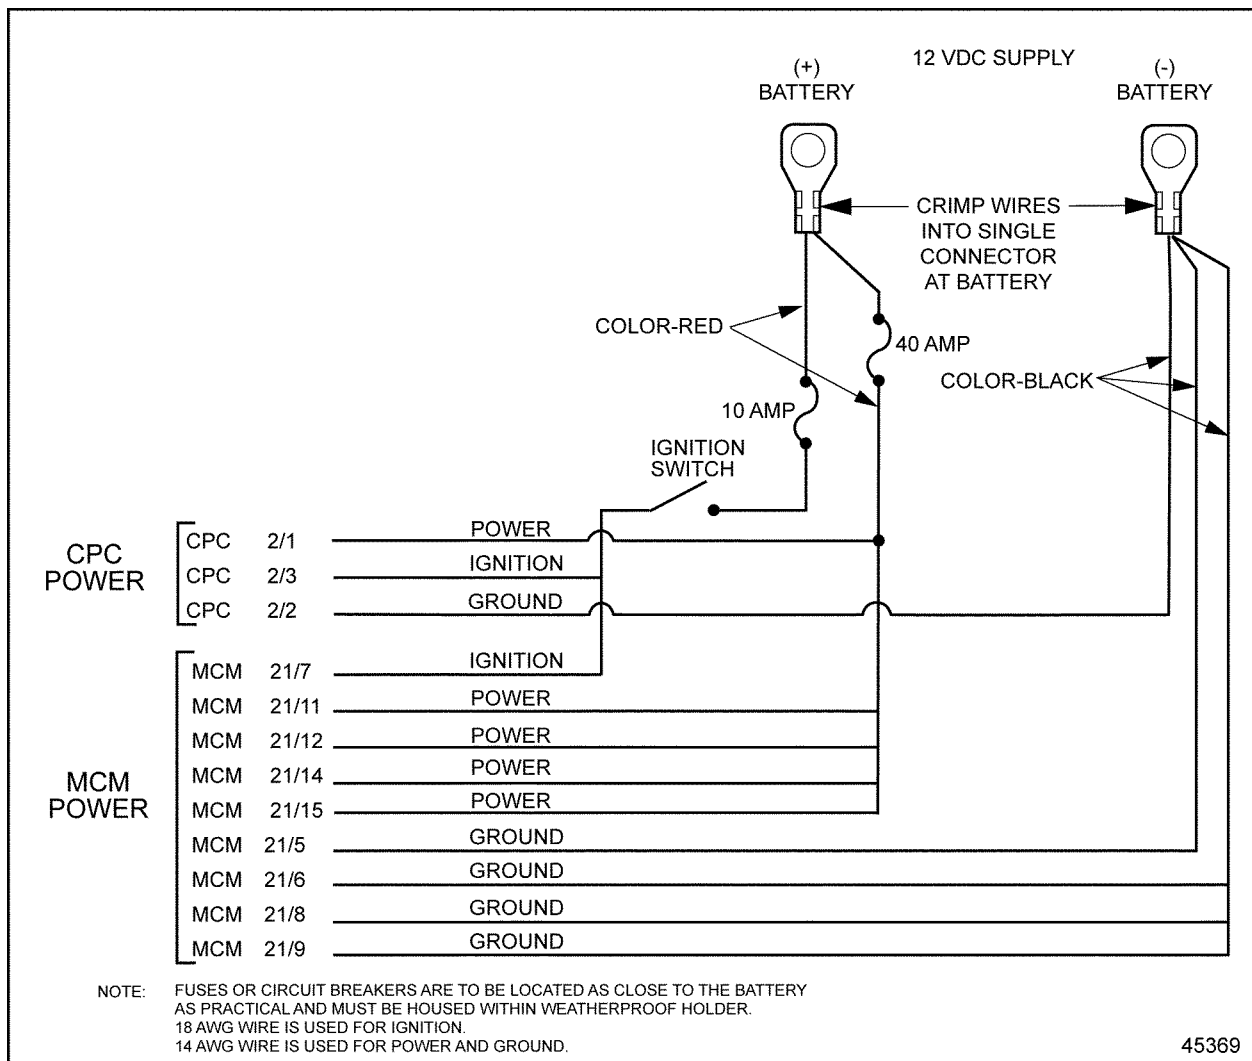 12 VDC SUPPLY
(+)
BATTERY
(-)
BATTERY
CRIMP WIRES
INTO SINGLE
CONNECTOR
AT BATTERY
COLOR-RED
40 AMP
COLOR-BLACK
10 AMP
IGNITION
SWITCH
CPC
POWER
CPC 2/1 POWER
CPC 2/3 IGNITION
CPC 2/2 GROUND
MCM
POWER
MCM 21/7 IGNITION
MCM 21/11 POWER
MCM 21/12 POWER
MCM 21/14 POWER
MCM 21/15 POWER
MCM 21/5 GROUND
MCM 21/6 GROUND
MCM 21/8 GROUND
MCM 21/9 GROUND
NOTE: FUSES OR CIRCUIT BREAKERS ARE TO BE LOCATED AS CLOSE TO THE BATTERY
AS PRACTICAL AND MUST BE HOUSED WITHIN WEATHERPROOF HOLDER.
18 AWG WIRE IS USED FOR IGNITION.
14 AWG WIRE IS USED FOR POWER AND GROUND.
45369